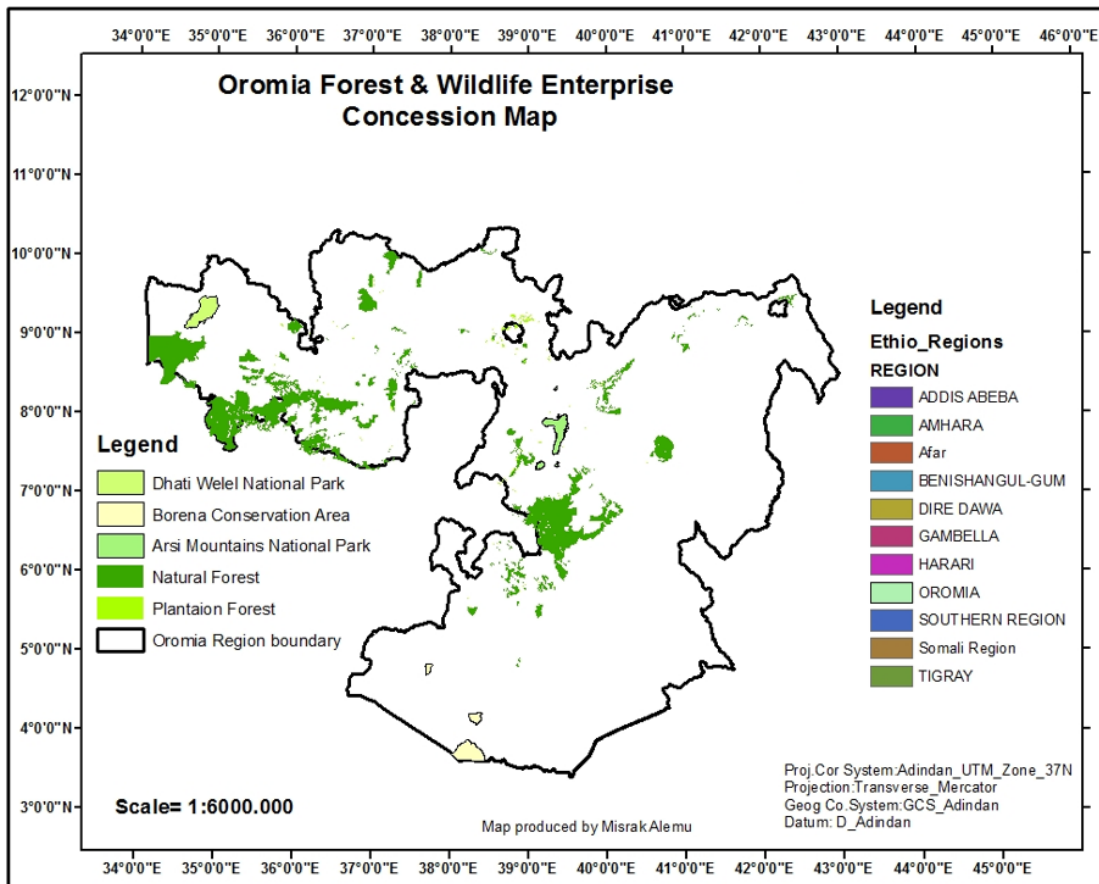 34°0'0"E 35°0'0"E 36°0'0"E 37°0'0"E 38°0'0"E 39°0'0"E 40°0'0"E 41°0'0"E 42°0'0"E 43°0'0"E 44°0'0"E 45°0'0"E 46°0'0"E
Oromia Forest & Wildlife Enterprise
Concession Map
12°0'0"N
11°0'0"N
10°0'0"N
9°0'0"N
8°0'0"N
7°0'0"N
6°0'0"N
5°0'0"N
4°0'0"N
3°0'0"N
Legend
Dhati Welel National Park
Borena Conservation Area
Arsi Mountains National Park
Natural Forest
Plantaion Forest
Oromia Region boundary
Legend
Ethio_Regions
REGION
ADDIS ABEBA
AMHARA
Afar
BENISHANGUL-GUM
DIRE DAWA
GAMBELLA
HARARI
OROMIA
SOUTHERN REGION
Somali Region
TIGRAY
Scale= 1:6000.000
Map produced by Misrak Alemu
Proj.Cor System:Adindan_UTM_Zone_37N
Projection:Transverse_Mercator
Geog Co.System:GCS_Adindan
Datum: D_Adindan
34°0'0"E 35°0'0"E 36°0'0"E 37°0'0"E 38°0'0"E 39°0'0"E 40°0'0"E 41°0'0"E 42°0'0"E 43°0'0"E 44°0'0"E 45°0'0"E